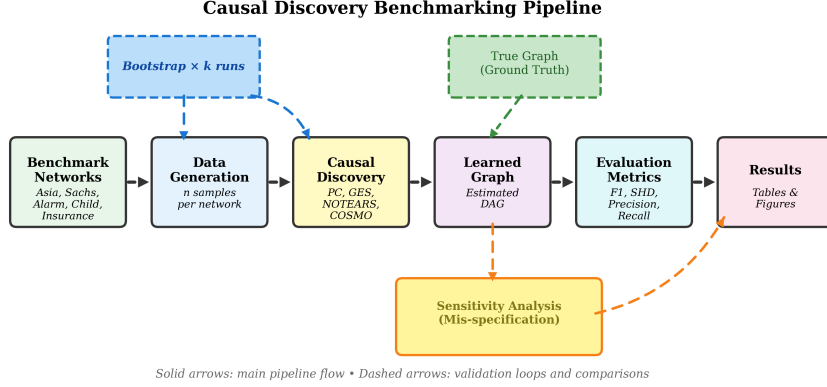 Causal Discovery Benchmarking Pipeline
Bootstrap × k runs
True Graph
(Ground Truth)
Benchmark
Networks
Asia, Sachs,
Alarm, Child,
Insurance
Data
Generation
n samples
per network
Causal
Discovery
PC, GES,
NOTEARS,
COSMO
Learned
Graph
Estimated
DAG
Evaluation
Metrics
F1, SHD,
Precision,
Recall
Results
Tables &
Figures
Sensitivity Analysis
(Mis-specification)
Solid arrows: main pipeline flow • Dashed arrows: validation loops and comparisons